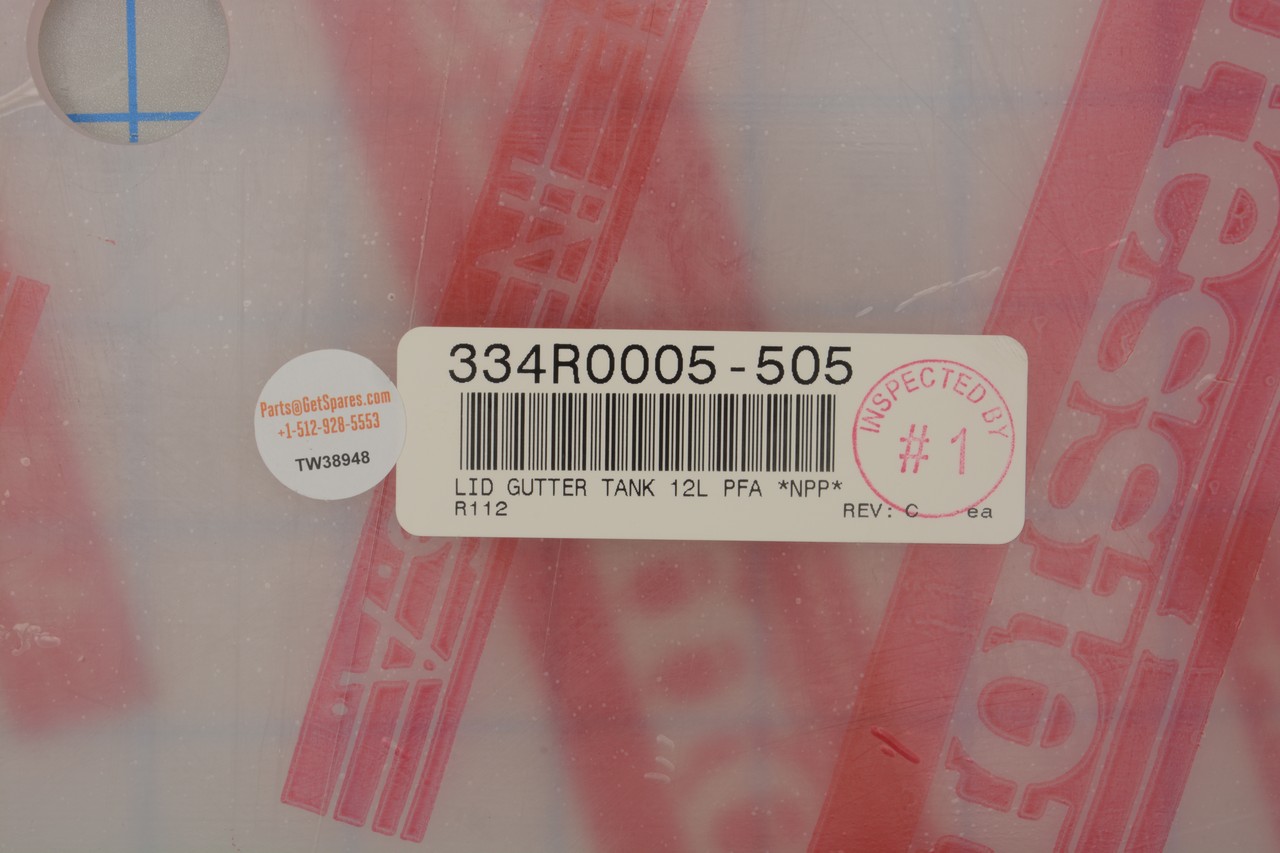 334R0005-505
LID GUTTER TANK 12L PFA *NPP*
R112
REV: C ea
INSPECTED BY
# 1
Parts@GetSpares.com
+1-512-928-5553
TW38948